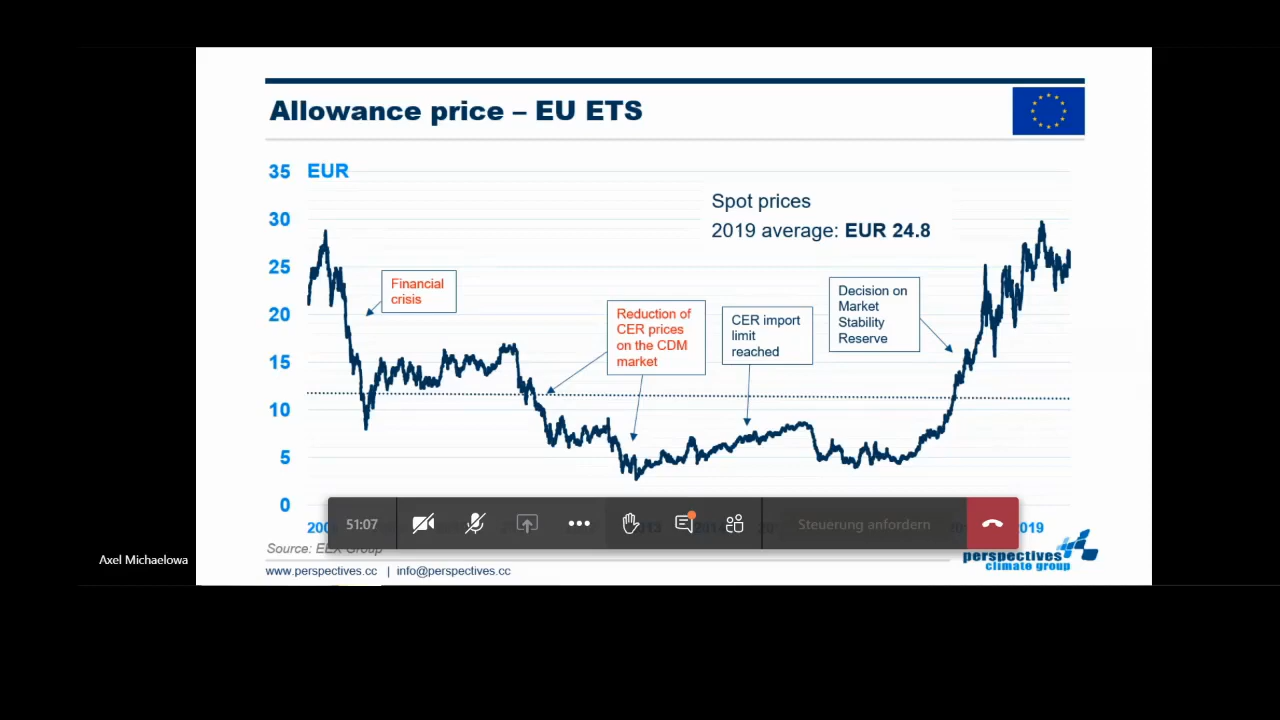 Allowance price – EU ETS
35 EUR
30
25
20
15
10
5
0
Spot prices
2019 average: EUR 24.8
Financial
crisis
Reduction of
CER prices
on the CDM
market
CER import
limit
reached
Decision on
Market
Stability
Reserve
51:07
Steuerung anfordern
2019
Source: EEX Group
www.perspectives.cc | info@perspectives.cc
perspectives
climate group
Axel Michaelowa